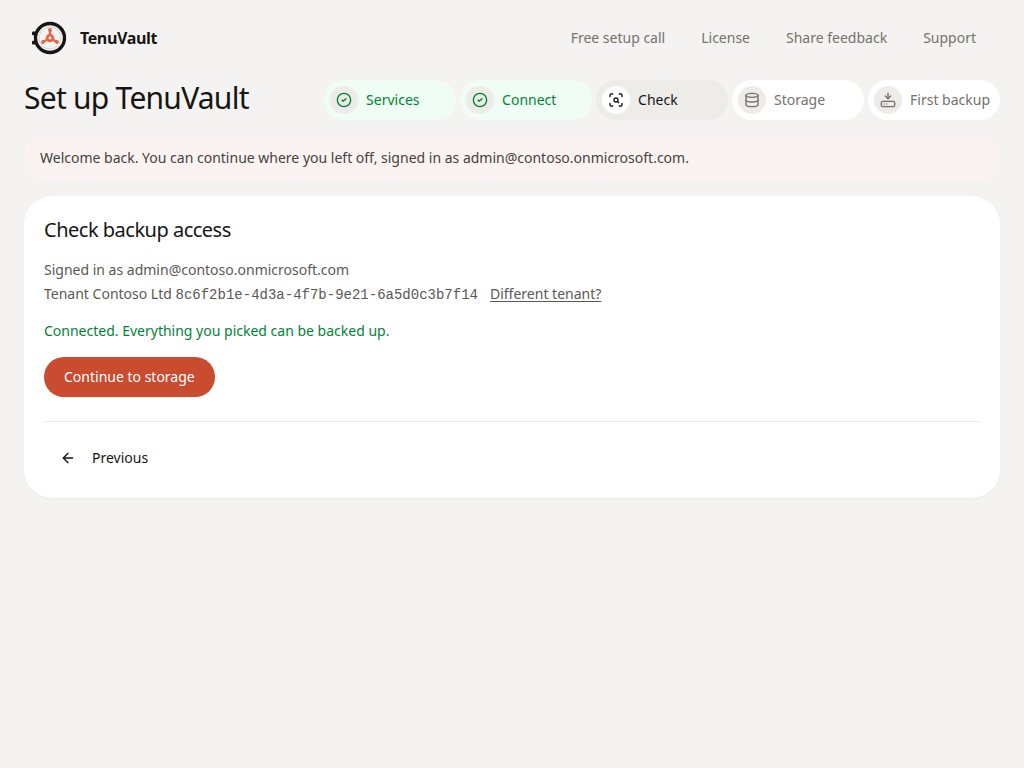 TenuVault
Free setup call
License
Share feedback
Support
Set up TenuVault
Services
Connect
Check
Storage
First backup
Welcome back. You can continue where you left off, signed in as admin@contoso.onmicrosoft.com.
Check backup access
Signed in as admin@contoso.onmicrosoft.com
Tenant Contoso Ltd 8c6f2b1e-4d3a-4f7b-9e21-6a5d0c3b7f14 Different tenant?
Connected. Everything you picked can be backed up.
Continue to storage
Previous